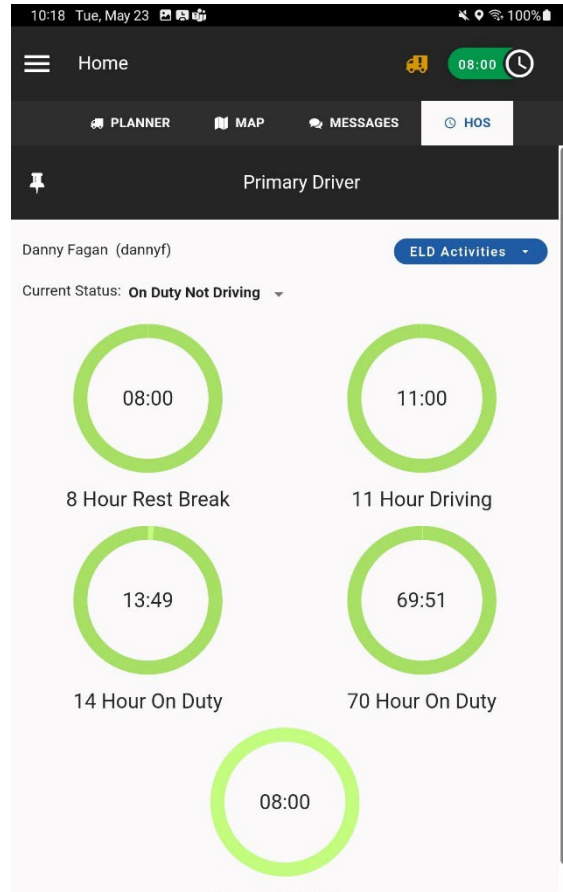 10:18 Tue, May 23 100%
Home 08:00
PLANNER MAP MESSAGES HOS
Primary Driver
Danny Fagan (dannyf) ELD Activities
Current Status: On Duty Not Driving
08:00 11:00
8 Hour Rest Break 11 Hour Driving
13:49 69:51
14 Hour On Duty 70 Hour On Duty
08:00